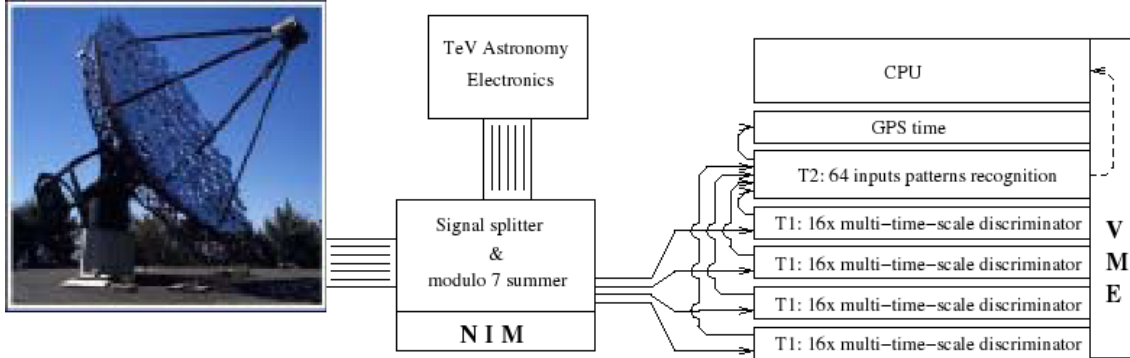 TeV Astronomy
Electronics
Signal splitter
&
modulo 7 summer
N I M
CPU
GPS time
T2: 64 inputs patterns recognition
T1: 16x multi−time−scale discriminator
T1: 16x multi−time−scale discriminator
T1: 16x multi−time−scale discriminator
T1: 16x multi−time−scale discriminator
V
M
E